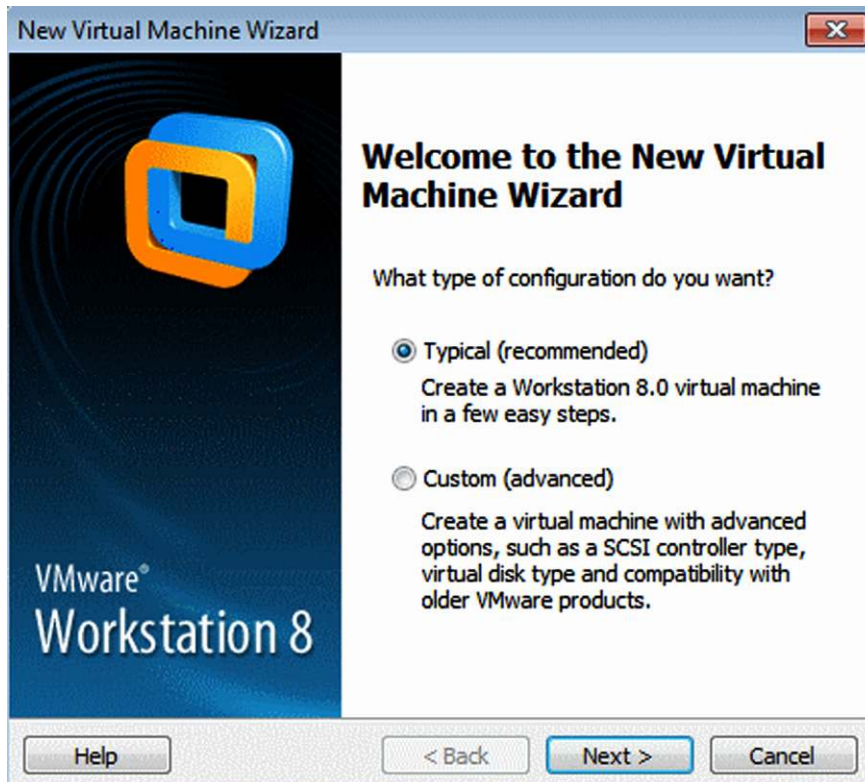 New Virtual Machine Wizard
Welcome to the New Virtual
Machine Wizard
What type of configuration do you want?
Typical (recommended)
Create a Workstation 8.0 virtual machine
in a few easy steps.
Custom (advanced)
Create a virtual machine with advanced
options, such as a SCSI controller type,
virtual disk type and compatibility with
older VMware products.
VMware®
Workstation 8
Help
< Back
Next >
Cancel